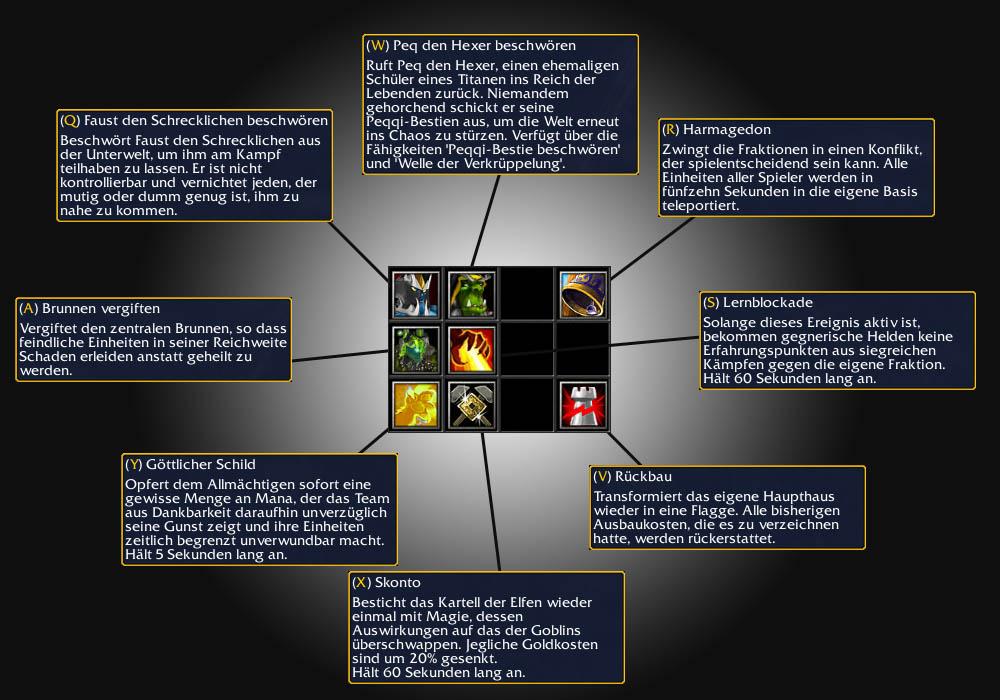 (W) Peq den Hexer beschwören
Ruft Peq den Hexer, einen ehemaligen
Schüler eines Titanen ins Reich der
Lebenden zurück. Niemandem
gehorchend schickt er seine
Peqqi-Bestien aus, um die Welt erneut
ins Chaos zu stürzen. Verfügt über die
Fähigkeiten 'Peqqi-Bestie beschwören'
und 'Welle der Verkrüppelung'.
(Q) Faust den Schrecklichen beschwören
Beschwört Faust den Schrecklichen aus
der Unterwelt, um ihm am Kampf
teilhaben zu lassen. Er ist nicht
kontrollierbar und vernichtet jeden, der
mutig oder dumm genug ist, ihm zu
nahe zu kommen.
(R) Harmagedon
Zwingt die Fraktionen in einen Konflikt,
der spielentscheidend sein kann. Alle
Einheiten aller Spieler werden in
fünfzehn Sekunden in die eigene Basis
teleportiert.
(A) Brunnen vergiften
Vergiftet den zentralen Brunnen, so dass
feindliche Einheiten in seiner Reichweite
Schaden erleiden anstatt geheilt zu
werden.
(S) Lernblockade
Solange dieses Ereignis aktiv ist,
bekommen gegnerische Helden keine
Erfahrungspunkten aus siegreichen
Kämpfen gegen die eigene Fraktion.
Hält 60 Sekunden lang an.
(Y) Göttlicher Schild
Opfert dem Allmächtigen sofort eine
gewisse Menge an Mana, der das Team
aus Dankbarkeit daraufhin unverzüglich
seine Gunst zeigt und ihre Einheiten
zeitlich begrenzt unverwundbar macht.
Hält 5 Sekunden lang an.
(V) Rückbau
Transformiert das eigene Haupthaus
wieder in eine Flagge. Alle bisherigen
Ausbaukosten, die es zu verzeichnen
hatte, werden rückerstattet.
(X) Skonto
Besticht das Kartell der Elfen wieder
einmal mit Magie, dessen
Auswirkungen auf das der Goblins
überschwappen. Jegliche Goldkosten
sind um 20% gesenkt.
Hält 60 Sekunden lang an.